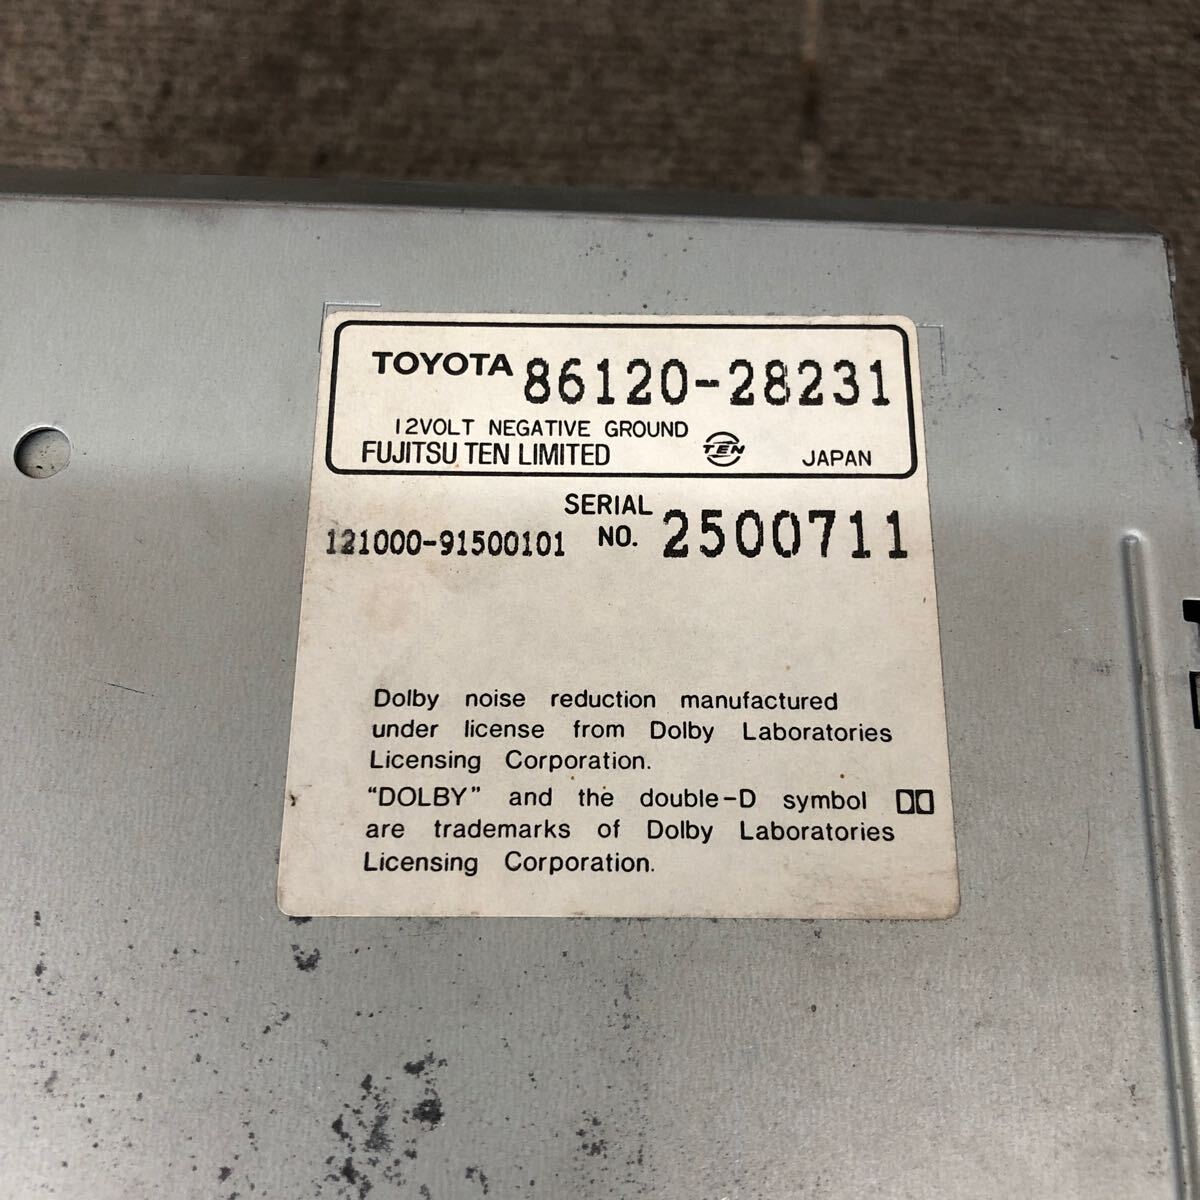 TOYOTA 86120-28231
12VOLT NEGATIVE GROUND
FUJITSU TEN LIMITED TEN JAPAN
SERIAL
121000-91500101 NO. 2500711
Dolby noise reduction manufactured
under license from Dolby Laboratories
Licensing Corporation.
“DOLBY” and the double-D symbol
are trademarks of Dolby Laboratories
Licensing Corporation.